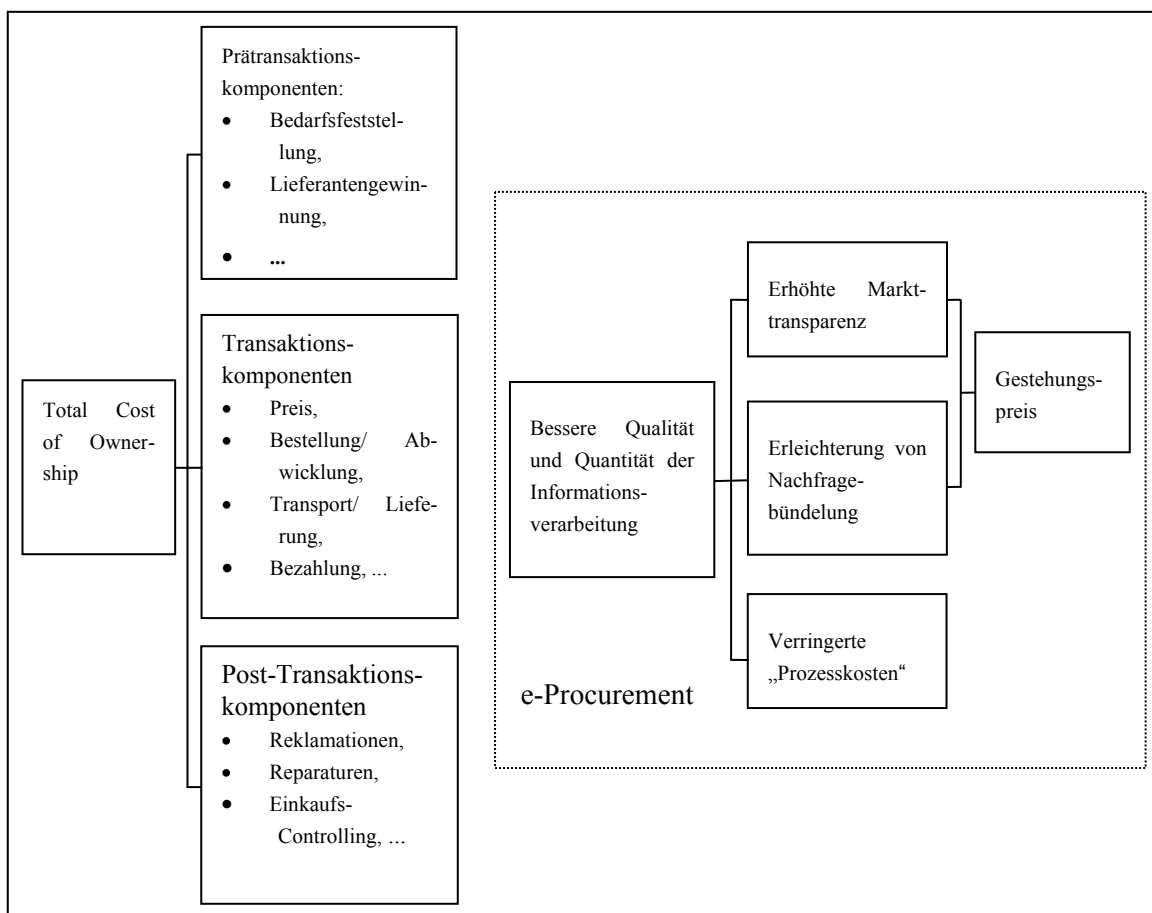 Total Cost
of Owner-
ship
Prätransaktions-
komponenten:
• Bedarfsfeststel-
lung,
• Lieferantengewin-
nung,
• ...
Transaktions-
komponenten
• Preis,
• Bestellung/ Ab-
wicklung,
• Transport/ Liefe-
rung,
• Bezahlung, ...
Post-Transaktions-
komponenten
• Reklamationen,
• Reparaturen,
• Einkaufs-
Controlling, ...
Bessere Qualität
und Quantität der
Informations-
verarbeitung
e-Procurement
Erhöhte Markt-
transparenz
Erleichterung von
Nachfrage-
bündelung
Verringerte
„Prozesskosten“
Gestehungs-
preis